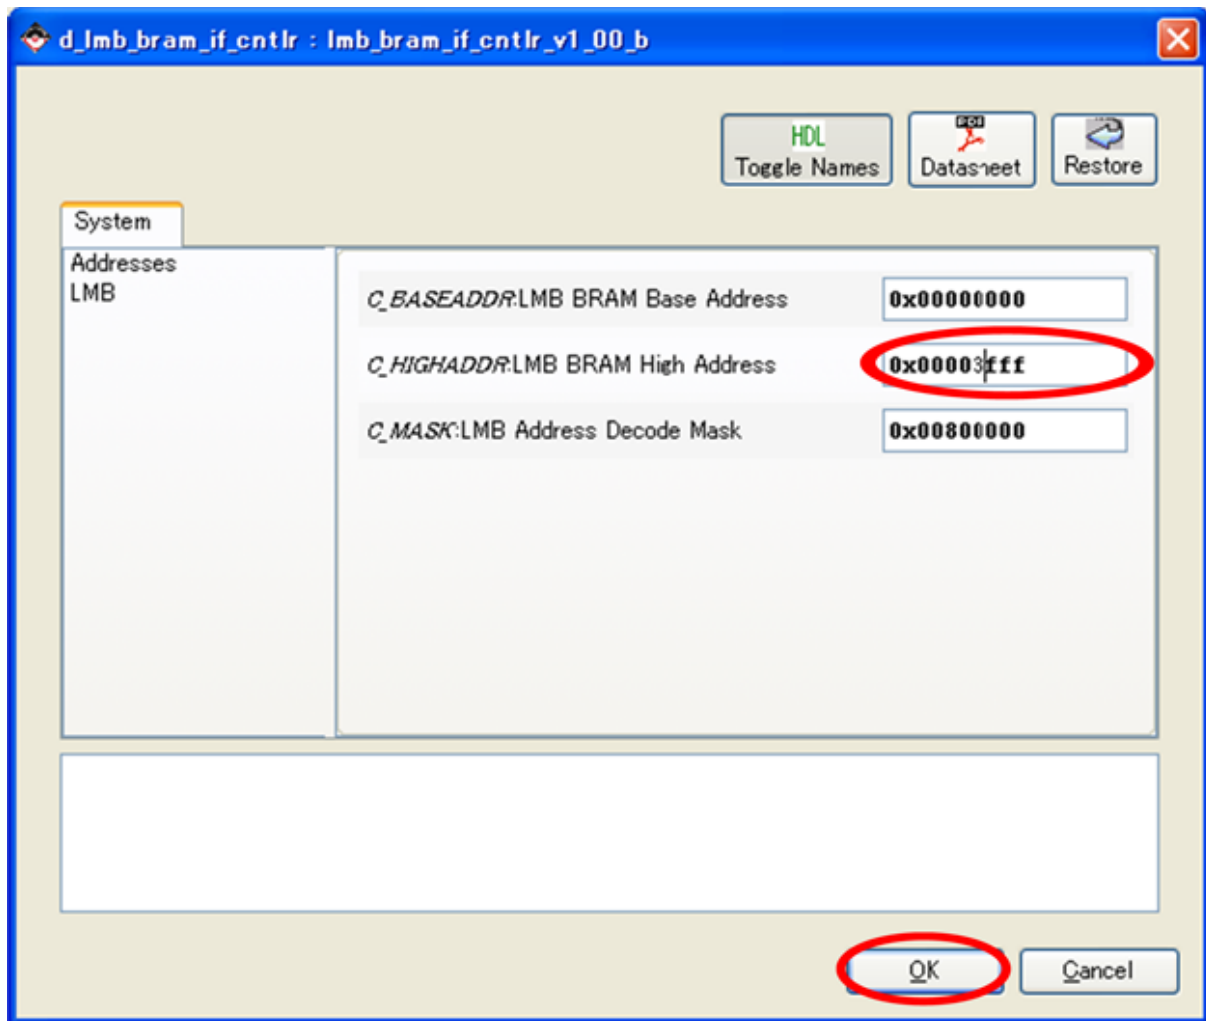 d_lmb_bram_if_cntlr : lmb_bram_if_cntlr_v1_00_b
HDL
Toggle Names
PDF
Datasheet
Restore
System
Addresses
LMB
C_BASEADDR:LMB BRAM Base Address
0x00000000
C_HIGHADDR:LMB BRAM High Address
0x00003fff
C_MASK:LMB Address Decode Mask
0x00800000
OK
Cancel